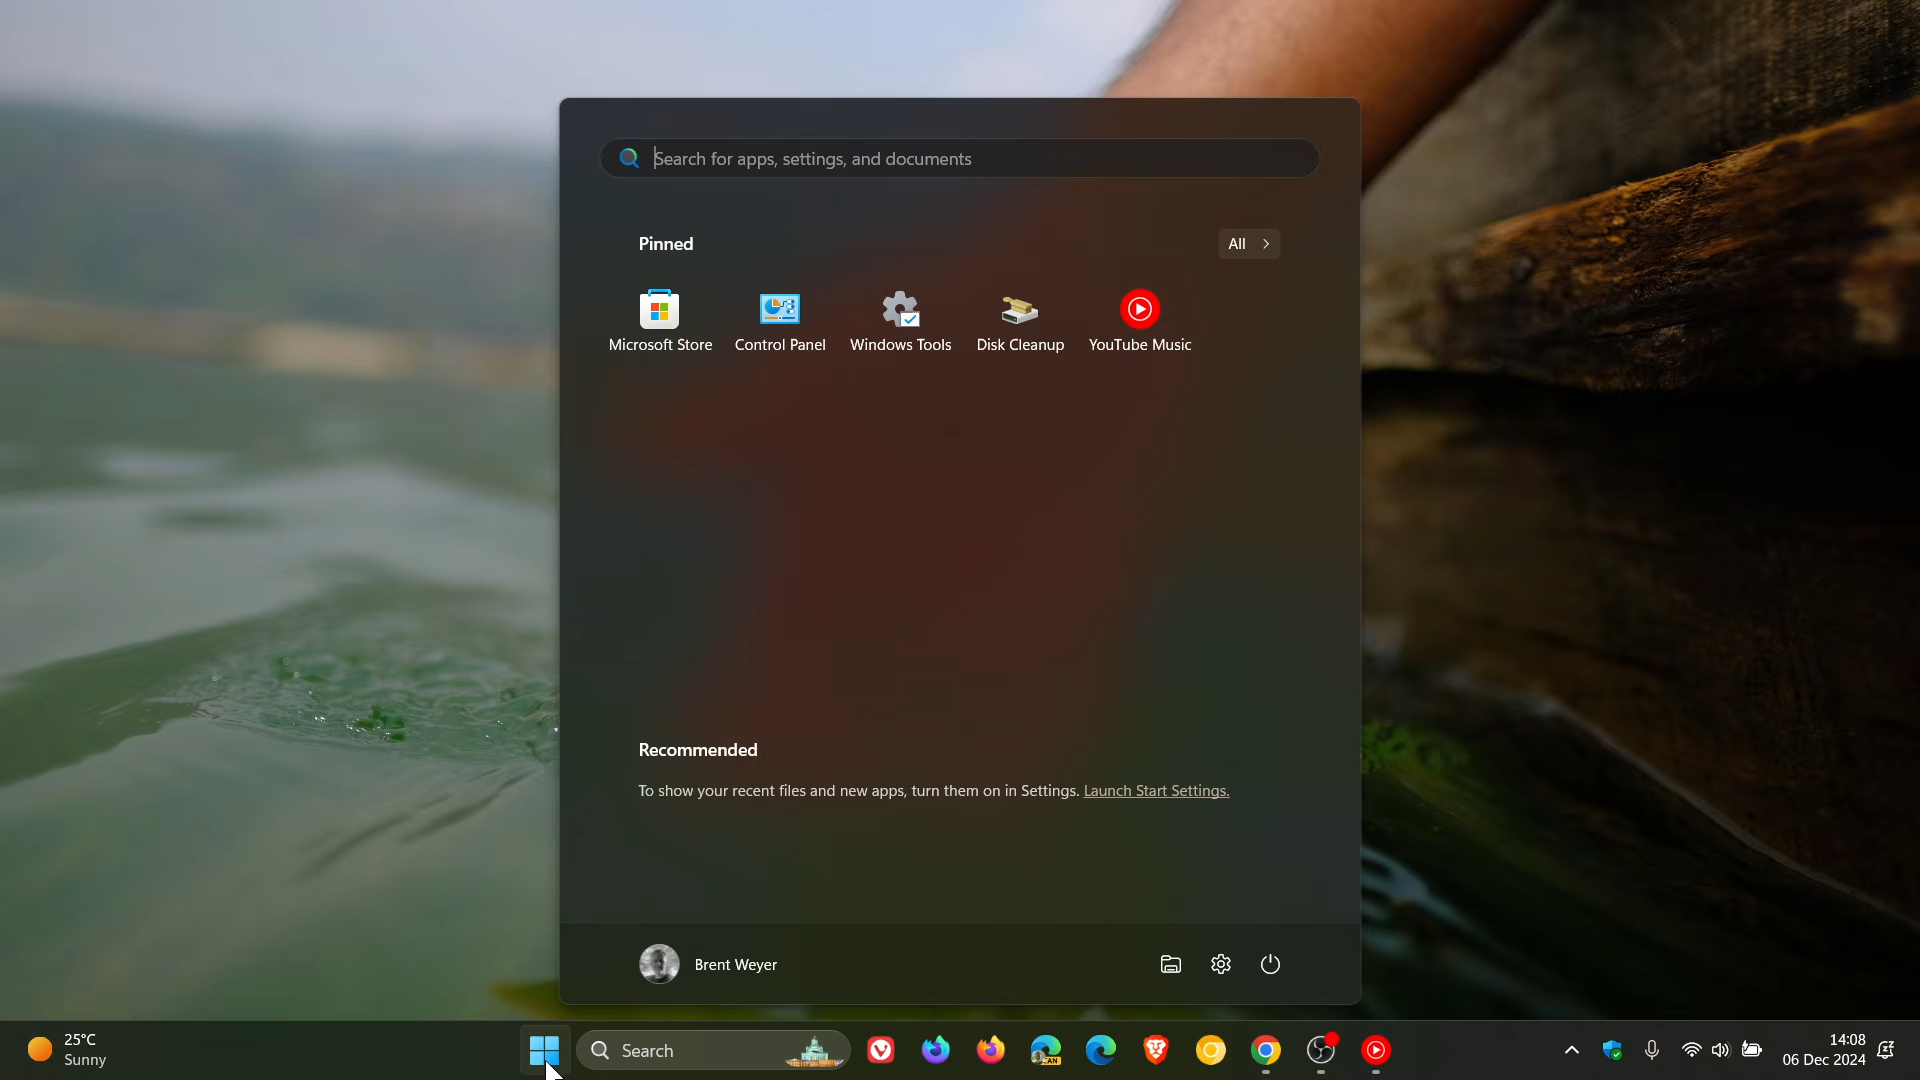 Search for apps, settings, and documents
Pinned
All
Microsoft Store
Control Panel
Windows Tools
Disk Cleanup
YouTube Music
Recommended
To show your recent files and new apps, turn them on in Settings. Launch Start Settings.
Brent Weyer
25°C
Sunny
Search
CAN
14:08
06 Dec 2024